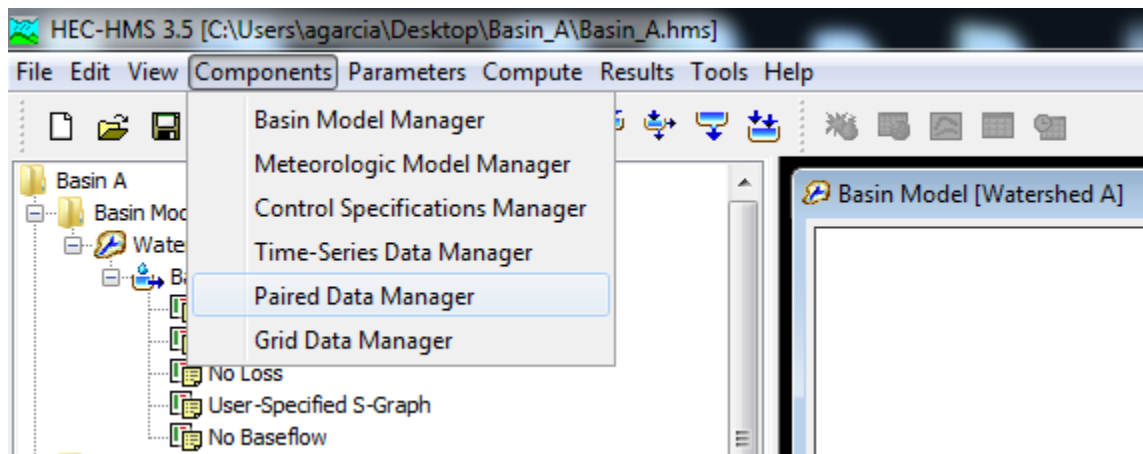 HEC-HMS 3.5 [C:\Users\agarcia\Desktop\Basin_A\Basin_A.hms]
File Edit View Components Parameters Compute Results Tools Help
Basin Model Manager
Meteorologic Model Manager
Control Specifications Manager
Time-Series Data Manager
Paired Data Manager
Grid Data Manager
Basin A
Basin Mod
Wate
Ba
No Loss
User-Specified S-Graph
No Baseflow
Basin Model [Watershed A]